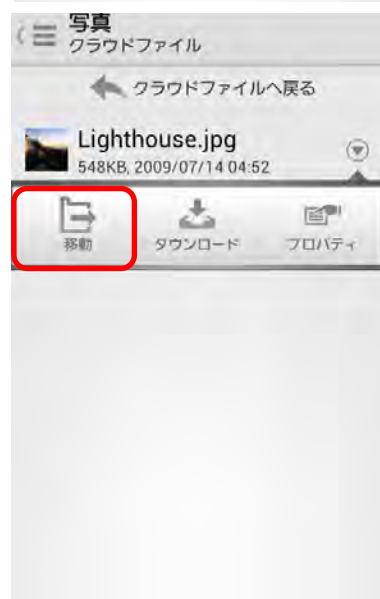 写真
クラウドファイル
クラウドファイルへ戻る
Lighthouse.jpg
548KB, 2009/07/14 04:52
移動 ダウンロード プロパティ